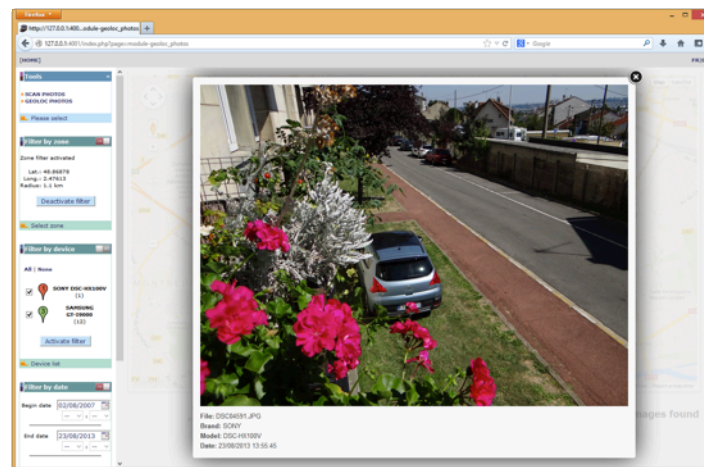 Firefox
http://127.0.0.1:400...odule-geoloc_photos
127.0.0.1:4001/index.php?page=module-geoloc_photos
Google
[HOME]
FR|
Tools
» SCAN PHOTOS
» GEOLOC PHOTOS
Please select
Filter by zone
Zone filter activated
Lat.: 48.86878
Long.: 2.47613
Radius: 1.1 km
Deactivate filter
Select zone
Filter by device
All | None
SONY DSC-HX100V
(1)
SAMSUNG
GT-I9000
(12)
Activate filter
Device list
Filter by date
Begin date 02/08/2007
End date 23/08/2013
mages found
File: DSC04591.JPG
Brand: SONY
Model: DSC-HX100V
Date: 23/08/2013 13:55:45